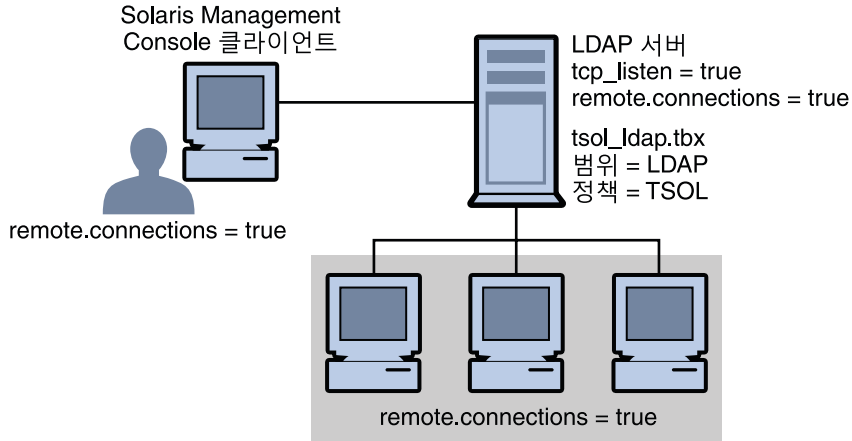 Solaris Management
Console 클라이언트
remote.connections = true
LDAP 서버
tcp_listen = true
remote.connections = true
tsol_ldap.tbx
범위 = LDAP
정책 = TSOL
remote.connections = true